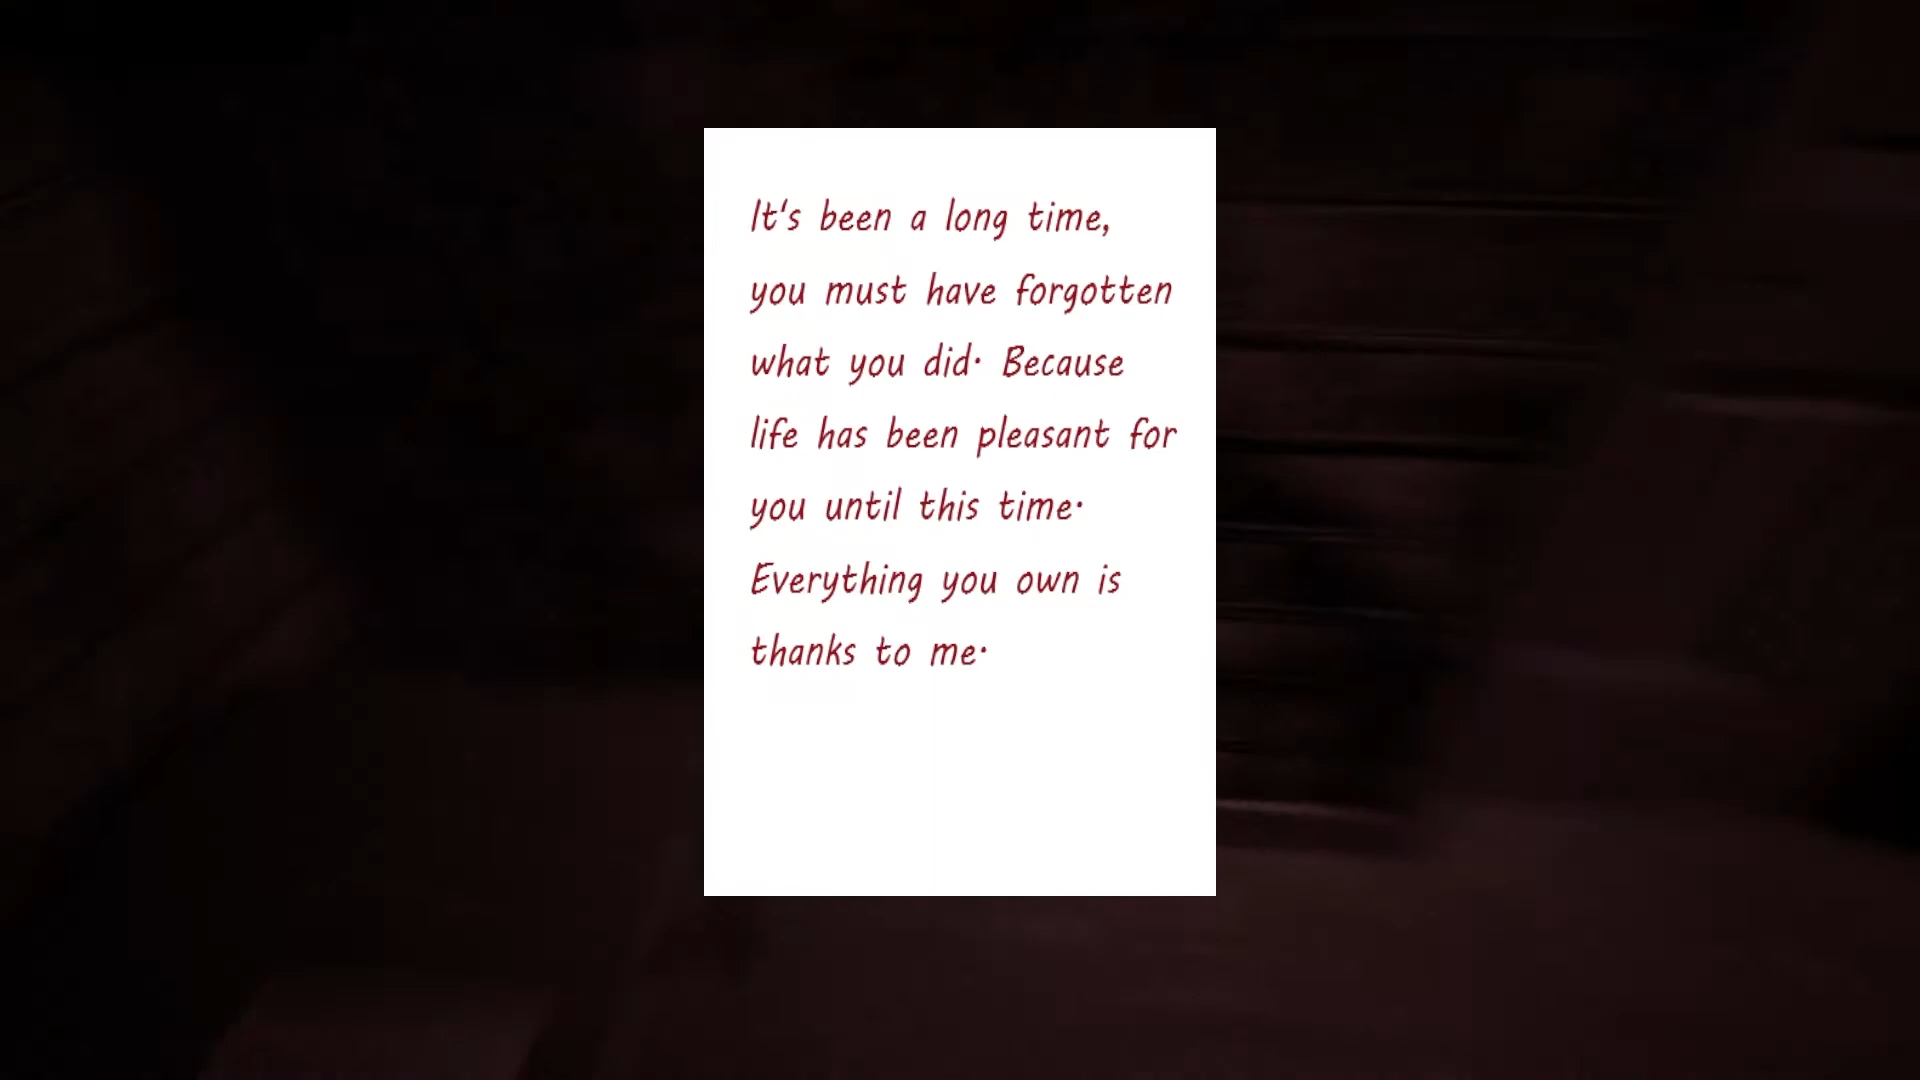 It's been a long time,
you must have forgotten
what you did. Because
life has been pleasant for
you until this time.
Everything you own is
thanks to me.